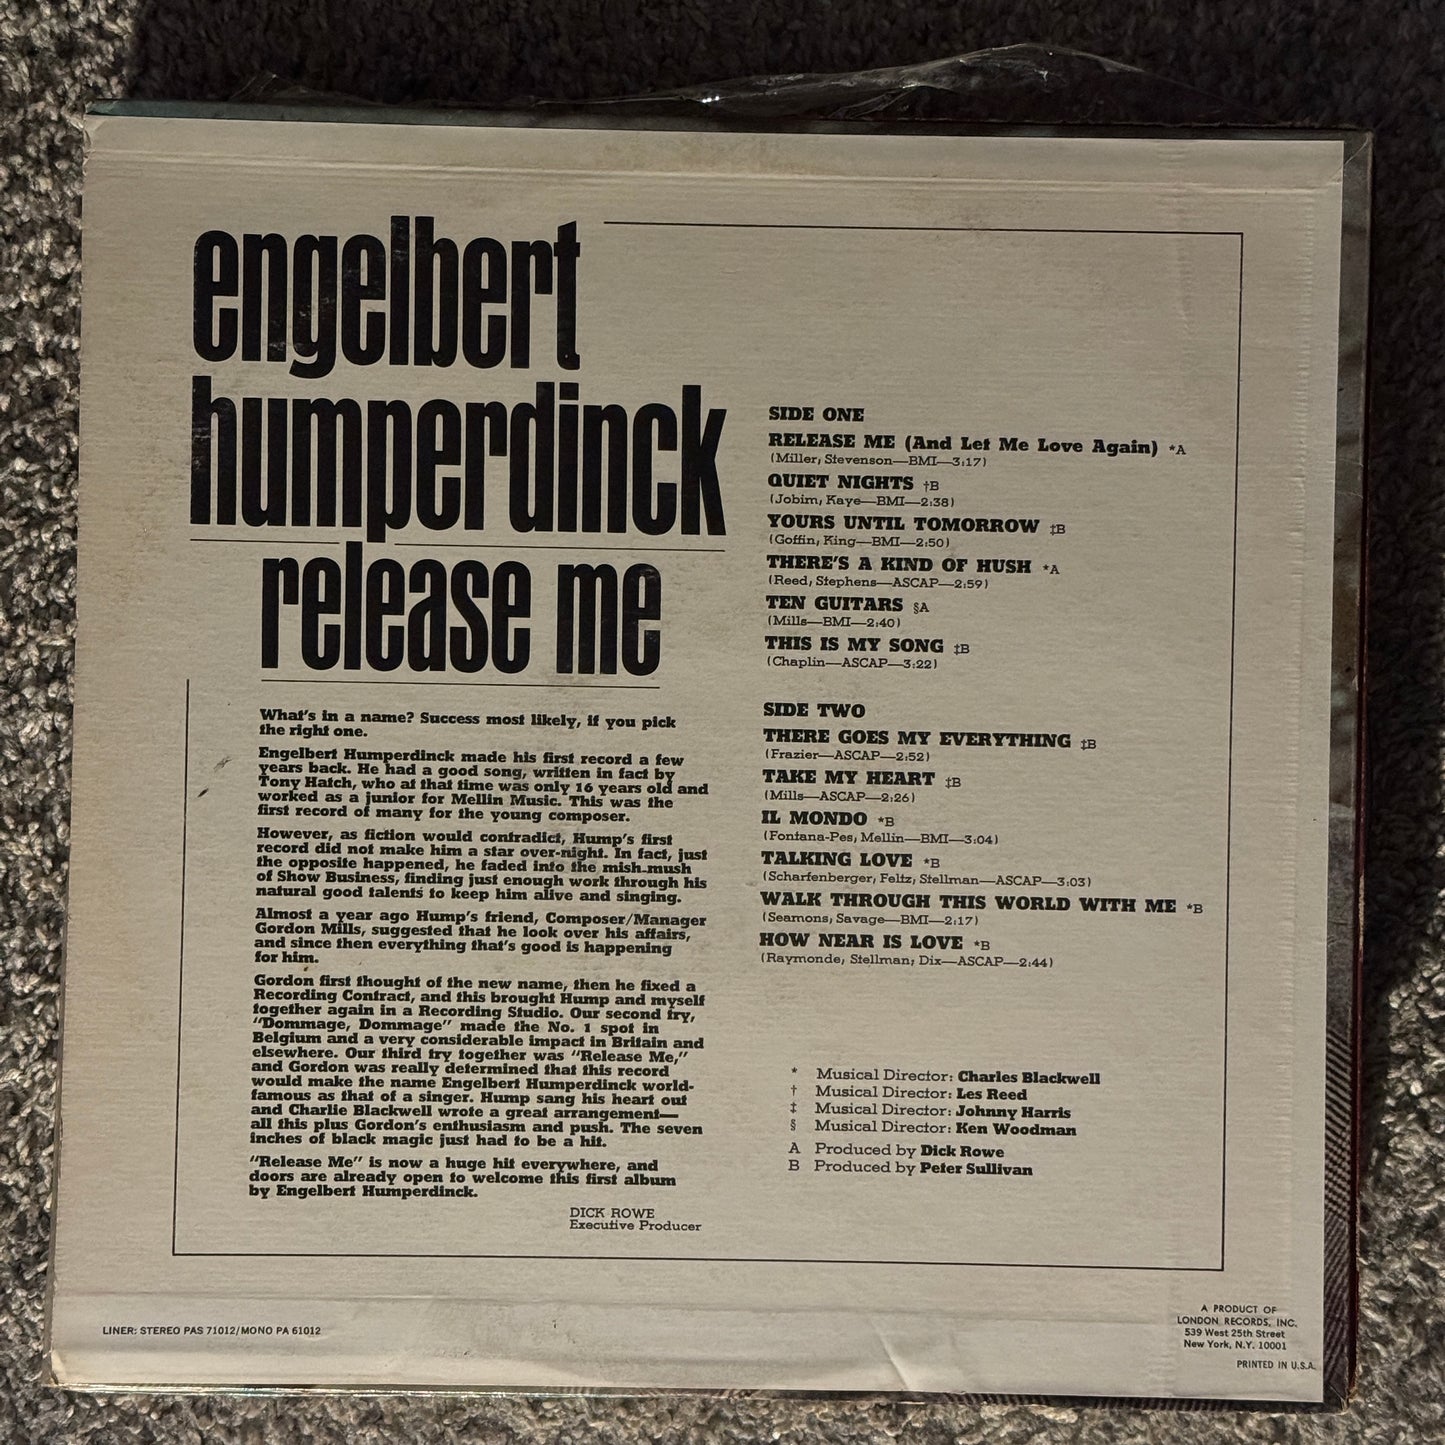 engelbert
humperdinck
release me
What's in a name? Success most likely, if you pick
the right one.
Engelbert Humperdinck made his first record a few
years back. He had a good song, written in fact by
Tony Hatch, who at that time was only 16 years old and
worked as a junior for Mellin Music. This was the
first record of many for the young composer.
However, as fiction would contradict, Hump's first
record did not make him a star over-night. In fact, just
the opposite happened, he faded into the mish-mush
of Show Business, finding just enough work through his
natural good talents to keep him alive and singing.
Almost a year ago Hump's friend, Composer/Manager
Gordon Mills, suggested that he look over his affairs,
and since then everything that's good is happening
for him.
Gordon first thought of the new name, then he fixed a
Recording Contract, and this brought Hump and myself
together again in a Recording Studio. Our second try,
"Dommage, Dommage" made the No. 1 spot in
Belgium and a very considerable impact in Britain and
elsewhere. Our third try together was "Release Me,"
and Gordon was really determined that this record
would make the name Engelbert Humperdinck world-
famous as that of a singer. Hump sang his heart out
and Charlie Blackwell wrote a great arrangement—
all this plus Gordon's enthusiasm and push. The seven
inches of black magic just had to be a hit.
"Release Me" is now a huge hit everywhere, and
doors are already open to welcome this first album
by Engelbert Humperdinck.
DICK ROWE
Executive Producer
SIDE ONE
RELEASE ME (And Let Me Love Again) *A
(Miller, Stevenson—BMI—3:17)
QUIET NIGHTS †B
(Jobim, Kaye—BMI—2:38)
YOURS UNTIL TOMORROW ‡B
(Goffin, King—BMI—2:50)
THERE'S A KIND OF HUSH *A
(Reed, Stephens—ASCAP—2:59)
TEN GUITARS §A
(Mills—BMI—2:40)
THIS IS MY SONG ‡B
(Chaplin—ASCAP—3:22)
SIDE TWO
THERE GOES MY EVERYTHING ‡B
(Frazier—ASCAP—2:52)
TAKE MY HEART ‡B
(Mills—ASCAP—2:26)
IL MONDO *B
(Fontana-Pes, Mellin—BMI—3:04)
TALKING LOVE *B
(Scharfenberger, Feltz, Stellman—ASCAP—3:03)
WALK THROUGH THIS WORLD WITH ME *B
(Seamons, Savage—BMI—2:17)
HOW NEAR IS LOVE *B
(Raymonde, Stellman, Dix—ASCAP—2:44)
* Musical Director: Charles Blackwell
† Musical Director: Les Reed
‡ Musical Director: Johnny Harris
§ Musical Director: Ken Woodman
A Produced by Dick Rowe
B Produced by Peter Sullivan
LINER: STEREO PAS 71012/MONO PA 61012
A PRODUCT OF
LONDON RECORDS, INC.
539 West 25th Street
New York, N.Y. 10001
PRINTED IN U.S.A.